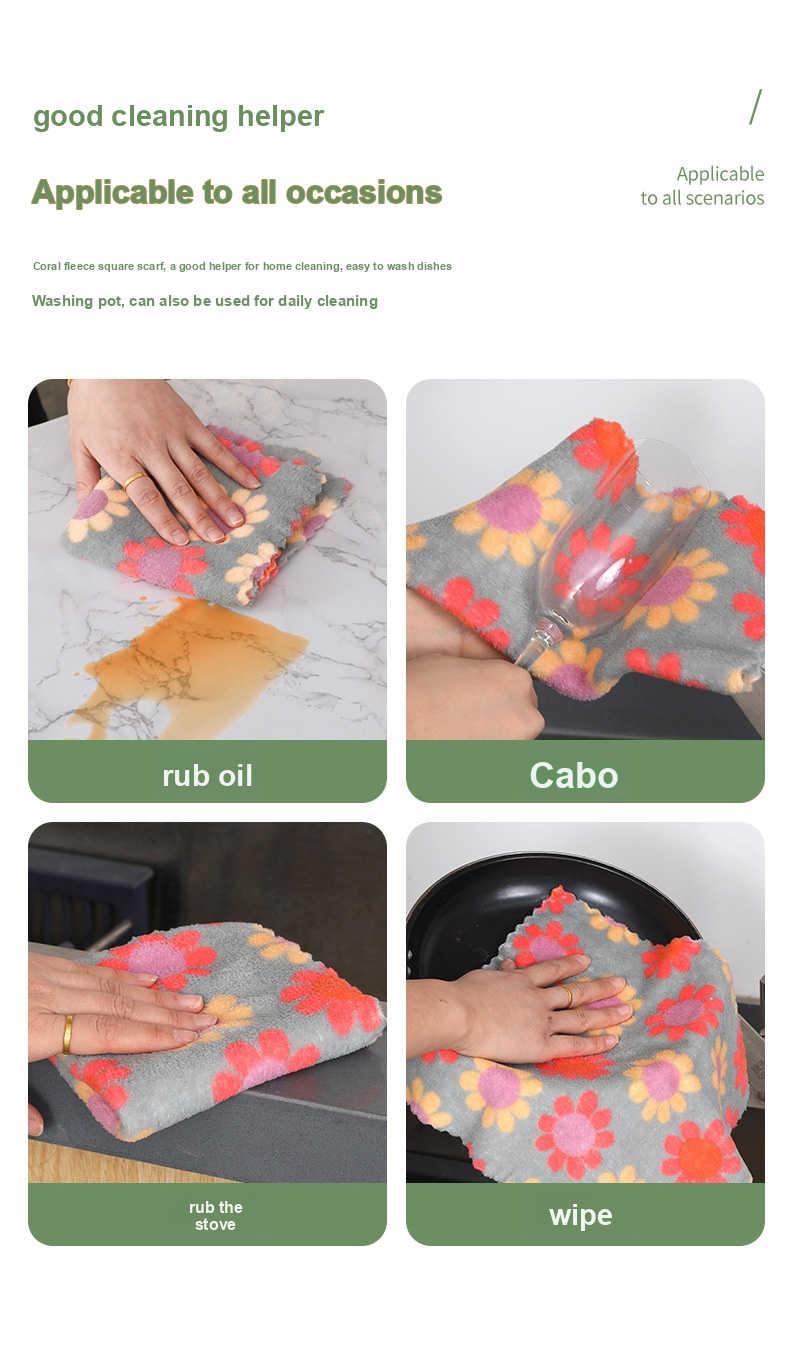 good cleaning helper
/
Applicable to all occasions
Applicable
to all scenarios
Coral fleece square scarf, a good helper for home cleaning, easy to wash dishes
Washing pot, can also be used for daily cleaning
rub oil
Cabo
rub the
stove
wipe